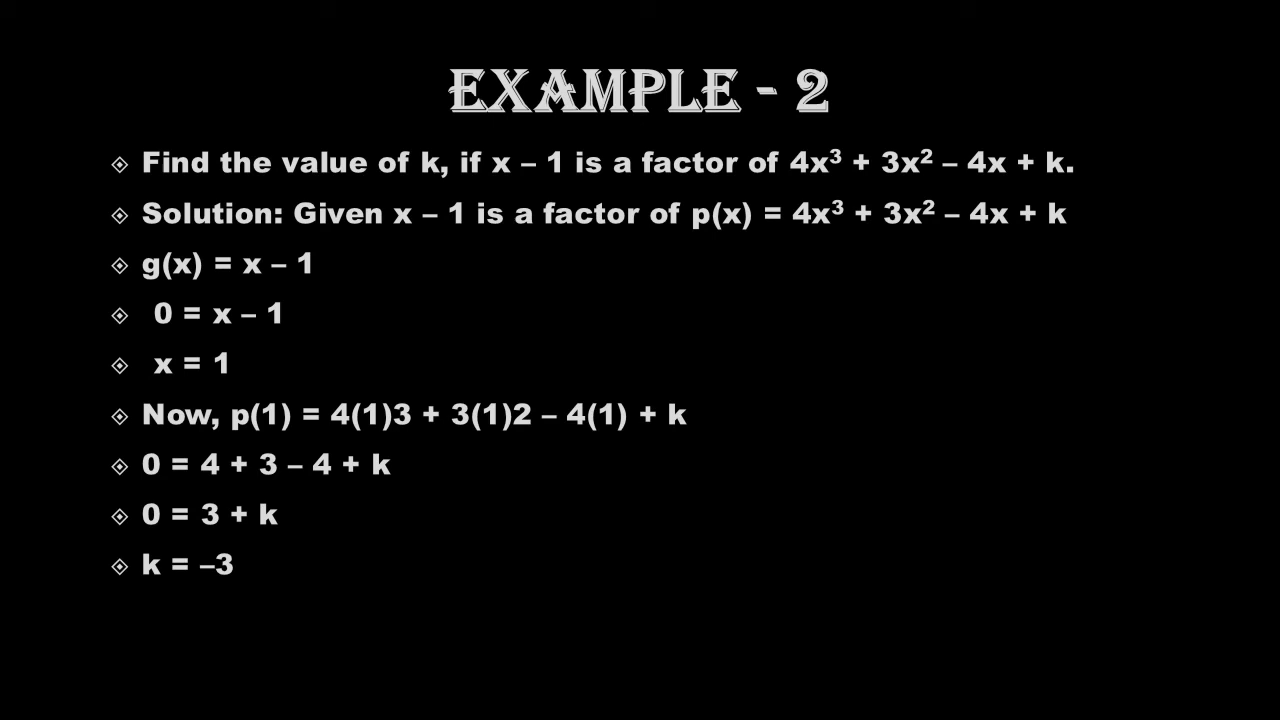 EXAMPLE - 2
Find the value of k, if x – 1 is a factor of 4x³ + 3x² – 4x + k.
Solution: Given x – 1 is a factor of p(x) = 4x³ + 3x² – 4x + k
g(x) = x – 1
0 = x – 1
x = 1
Now, p(1) = 4(1)3 + 3(1)2 – 4(1) + k
0 = 4 + 3 – 4 + k
0 = 3 + k
k = –3